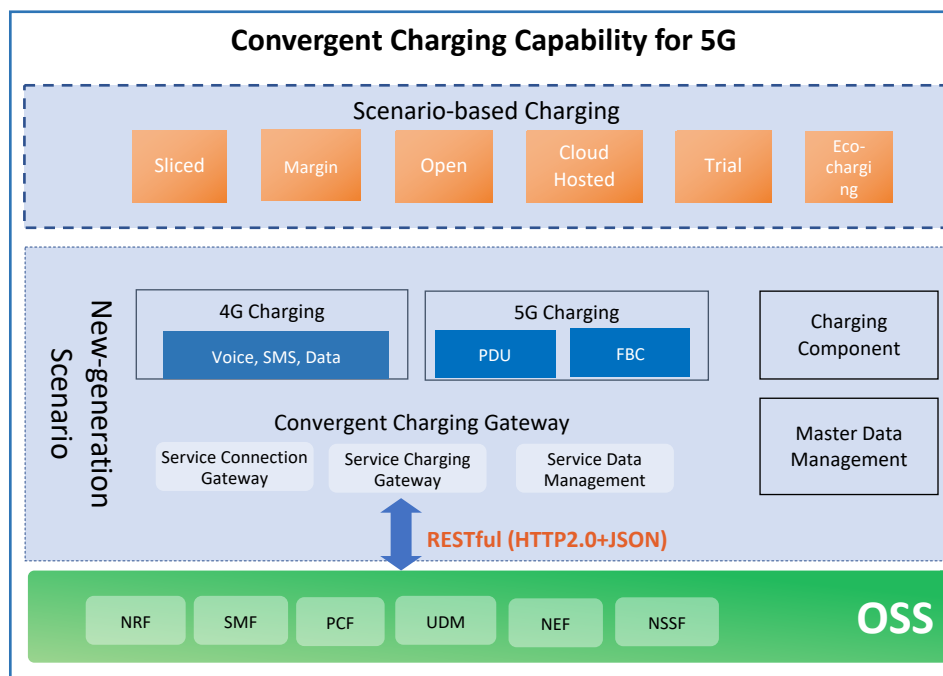 Convergent Charging Capability for 5G
Scenario-based Charging
Sliced
Margin
Open
Cloud
Hosted
Trial
Eco-
chargi
ng
New-generation
Scenario
4G Charging
Voice, SMS, Data
5G Charging
PDU
FBC
Charging
Component
Convergent Charging Gateway
Service Connection
Gateway
Service Charging
Gateway
Service Data
Management
Master Data
Management
RESTful (HTTP2.0+JSON)
NRF
SMF
PCF
UDM
NEF
NSSF
OSS